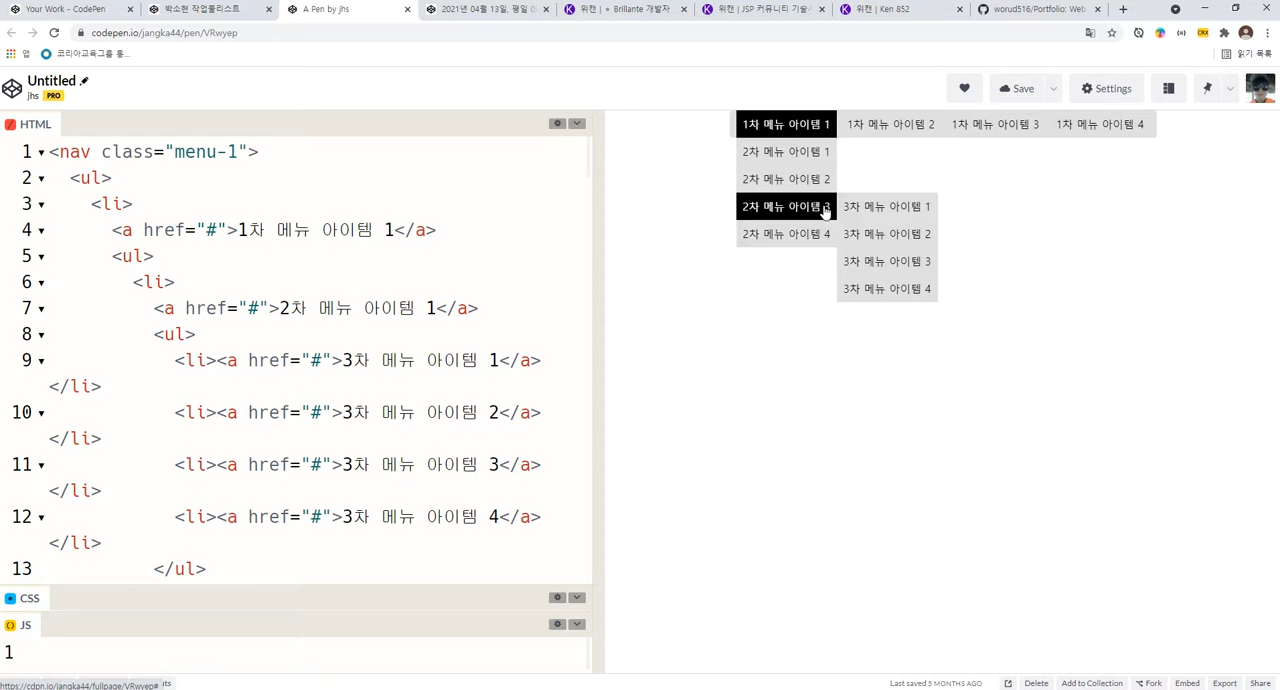 Your Work - CodePen
박소현 작업물리스트
A Pen by jhs
2021년 04월 13일, 평일
위캔 | Brillante 개발자
위캔 | JSP 커뮤니티 기술
위캔 | Ken 852
worud516/Portfolio: Web
codepen.io/jangka44/pen/VRwyep
앱
코리아교육그룹 통...
읽기 목록
Untitled
jhs PRO
Save
Settings
HTML
1 <nav class="menu-1">
2 <ul>
3 <li>
4 <a href="#">1차 메뉴 아이템 1</a>
5 <ul>
6 <li>
7 <a href="#">2차 메뉴 아이템 1</a>
8 <ul>
9 <li><a href="#">3차 메뉴 아이템 1</a>
</li>
10 <li><a href="#">3차 메뉴 아이템 2</a>
</li>
11 <li><a href="#">3차 메뉴 아이템 3</a>
</li>
12 <li><a href="#">3차 메뉴 아이템 4</a>
</li>
13 </ul>
CSS
JS
1
1차 메뉴 아이템 1 1차 메뉴 아이템 2 1차 메뉴 아이템 3 1차 메뉴 아이템 4
2차 메뉴 아이템 1
2차 메뉴 아이템 2
2차 메뉴 아이템 3 3차 메뉴 아이템 1
2차 메뉴 아이템 4 3차 메뉴 아이템 2
3차 메뉴 아이템 3
3차 메뉴 아이템 4
https://cdpn.io/jangka44/fullpage/VRwyep#
Last saved 5 MONTHS AGO
Delete
Add to Collection
Fork
Embed
Export
Share